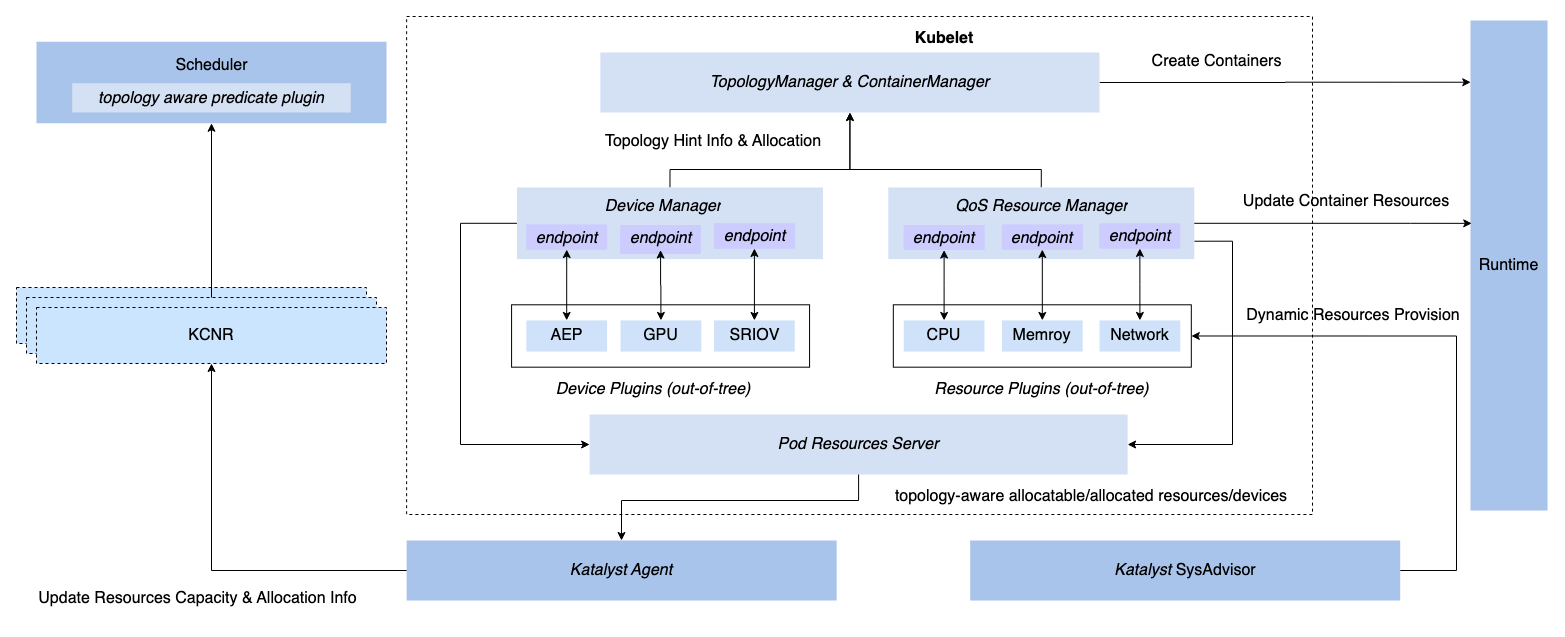 Kubelet
Scheduler
topology aware predicate plugin
TopologyManager & ContainerManager
Create Containers
Topology Hint Info & Allocation
Device Manager
endpoint
endpoint
endpoint
QoS Resource Manager
endpoint
endpoint
endpoint
Update Container Resources
Runtime
KCNR
AEP
GPU
SRIOV
CPU
Memroy
Network
Dynamic Resources Provision
Device Plugins (out-of-tree)
Resource Plugins (out-of-tree)
Pod Resources Server
topology-aware allocatable/allocated resources/devices
Katalyst Agent
Katalyst SysAdvisor
Update Resources Capacity & Allocation Info